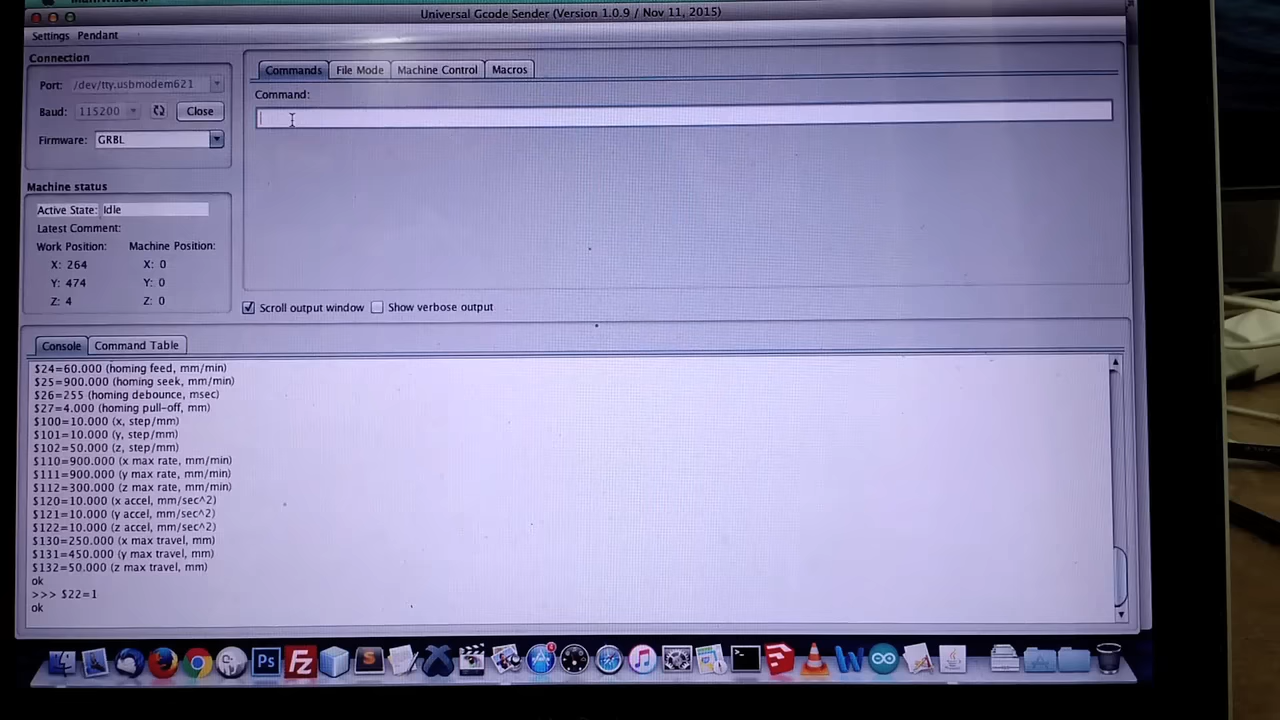 Universal Gcode Sender (Version 1.0.9 / Nov 11, 2015)
Settings Pendant
Connection
Port: /dev/tty.usbmodem621
Baud: 115200 Close
Firmware: GRBL
Machine status
Active State: Idle
Latest Comment:
Work Position: Machine Position:
X: 264 X: 0
Y: 474 Y: 0
Z: 4 Z: 0
Commands File Mode Machine Control Macros
Command:
Scroll output window Show verbose output
Console Command Table
$24=60.000 (homing feed, mm/min)
$25=900.000 (homing seek, mm/min)
$26=255 (homing debounce, msec)
$27=4.000 (homing pull-off, mm)
$100=10.000 (x, step/mm)
$101=10.000 (y, step/mm)
$102=50.000 (z, step/mm)
$110=900.000 (x max rate, mm/min)
$111=900.000 (y max rate, mm/min)
$112=300.000 (z max rate, mm/min)
$120=10.000 (x accel, mm/sec^2)
$121=10.000 (y accel, mm/sec^2)
$122=10.000 (z accel, mm/sec^2)
$130=250.000 (x max travel, mm)
$131=450.000 (y max travel, mm)
$132=50.000 (z max travel, mm)
ok
>>> $22=1
ok
Ps
Fz
S
W